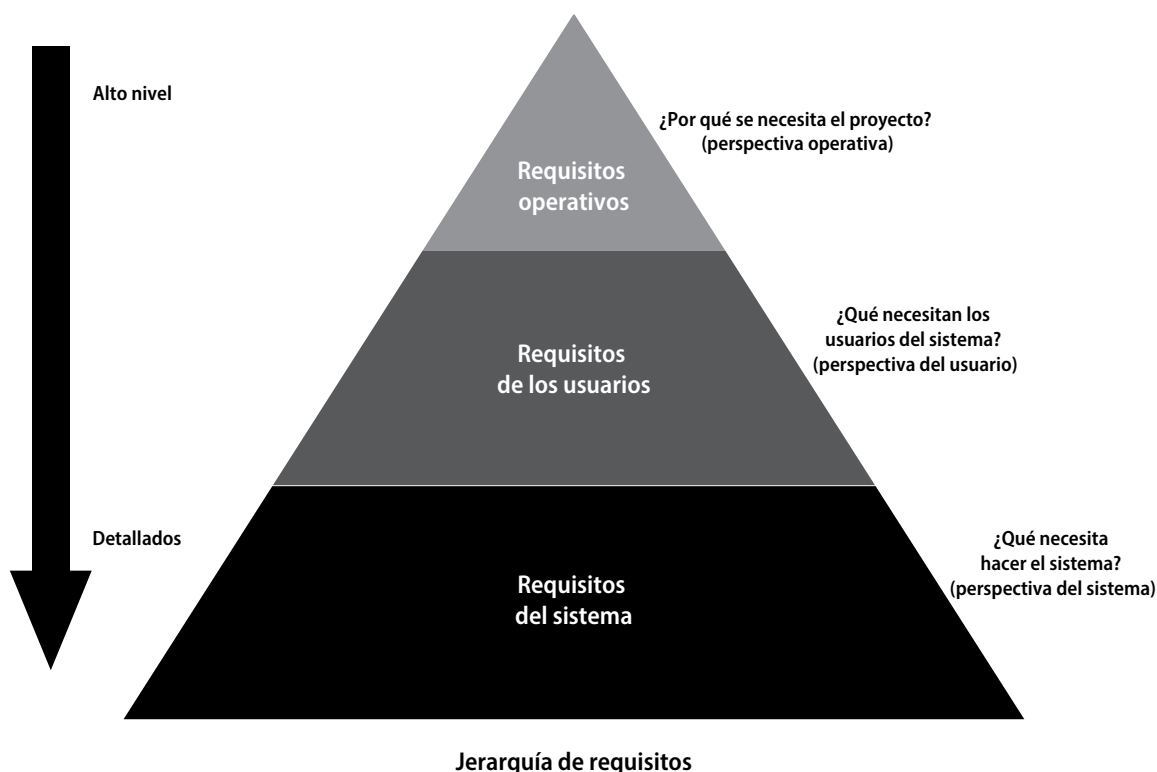 Alto nivel
¿Por qué se necesita el proyecto?
(perspectiva operativa)
Requisitos
operativos
¿Qué necesitan los
usuarios del sistema?
(perspectiva del usuario)
Requisitos
de los usuarios
Detallados
¿Qué necesita
hacer el sistema?
(perspectiva del sistema)
Requisitos
del sistema
Jerarquía de requisitos